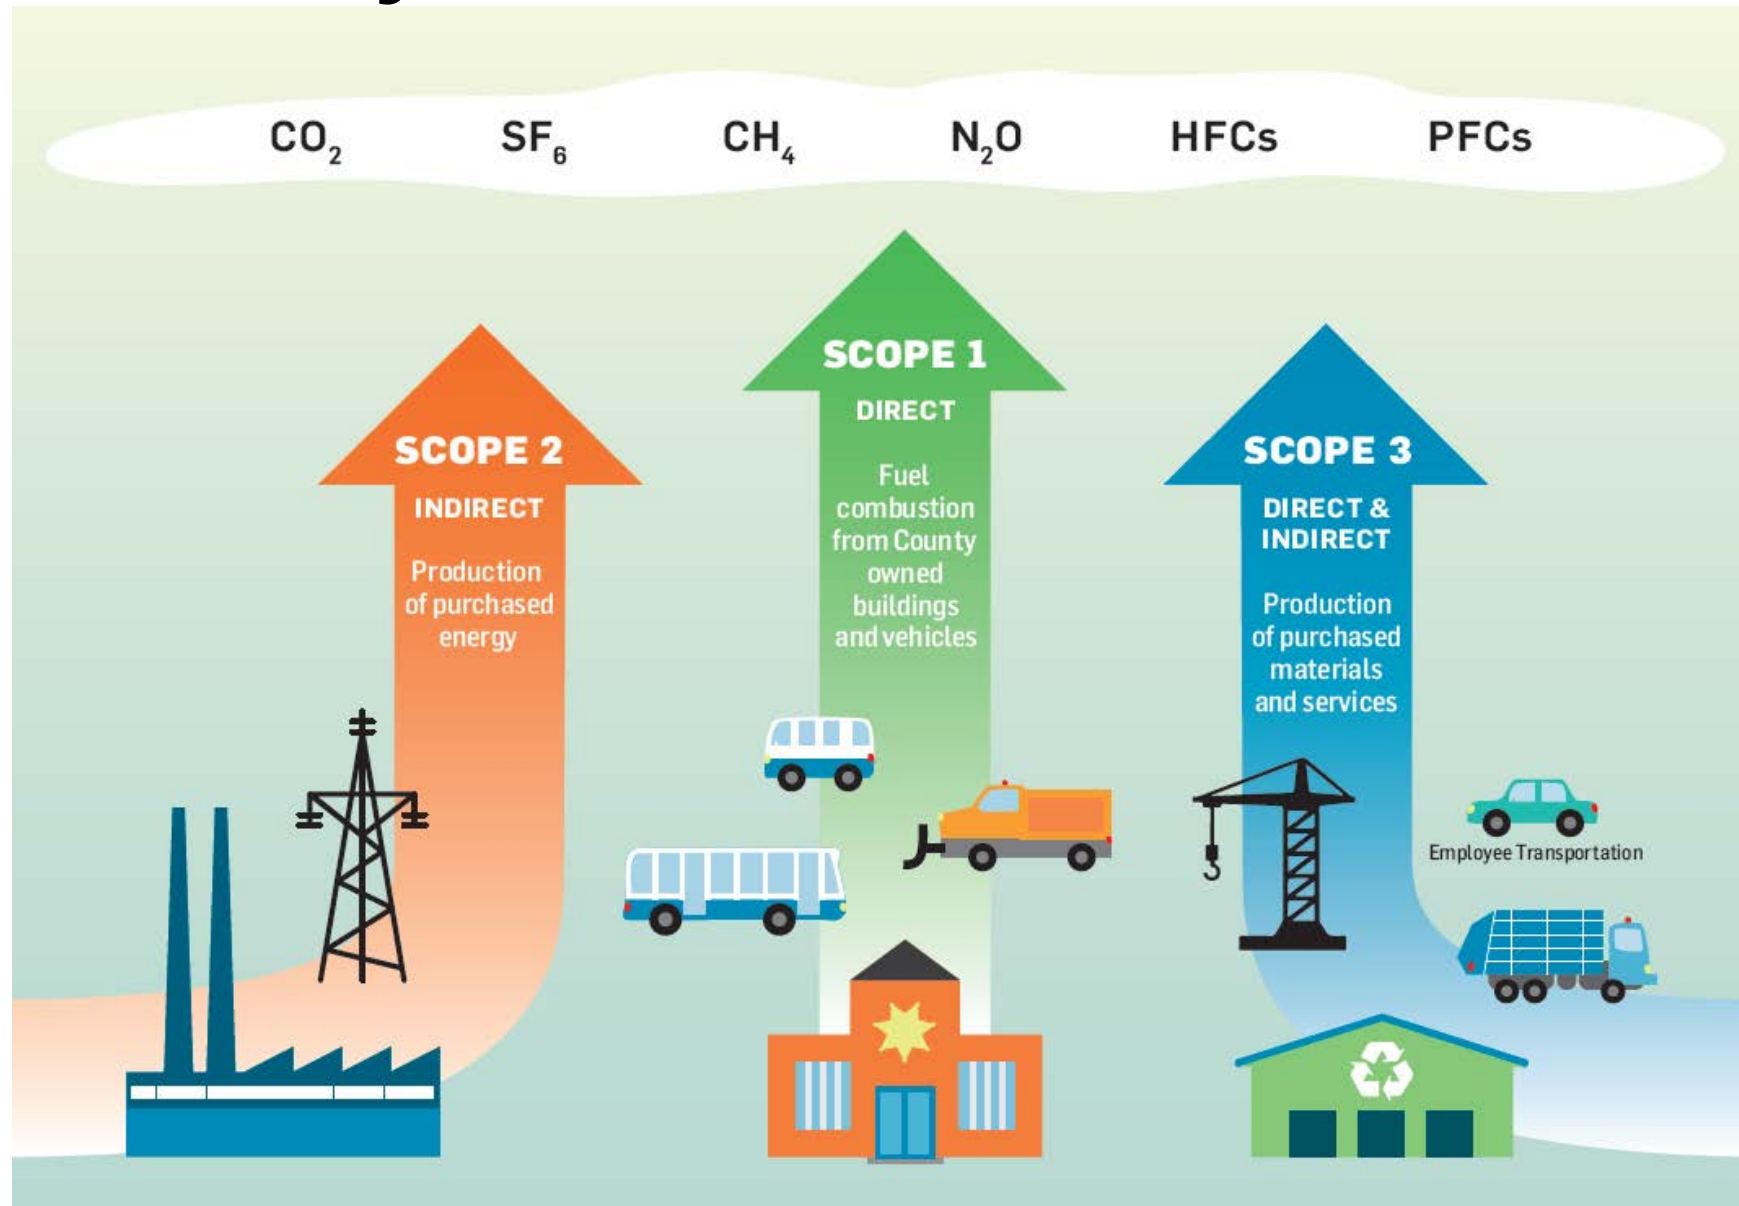 CO₂ SF₆ CH₄ N₂O HFCs PFCs
SCOPE 2
INDIRECT
Production
of purchased
energy
SCOPE 1
DIRECT
Fuel
combustion
from County
owned
buildings
and vehicles
SCOPE 3
DIRECT &
INDIRECT
Production
of purchased
materials
and services
Employee Transportation